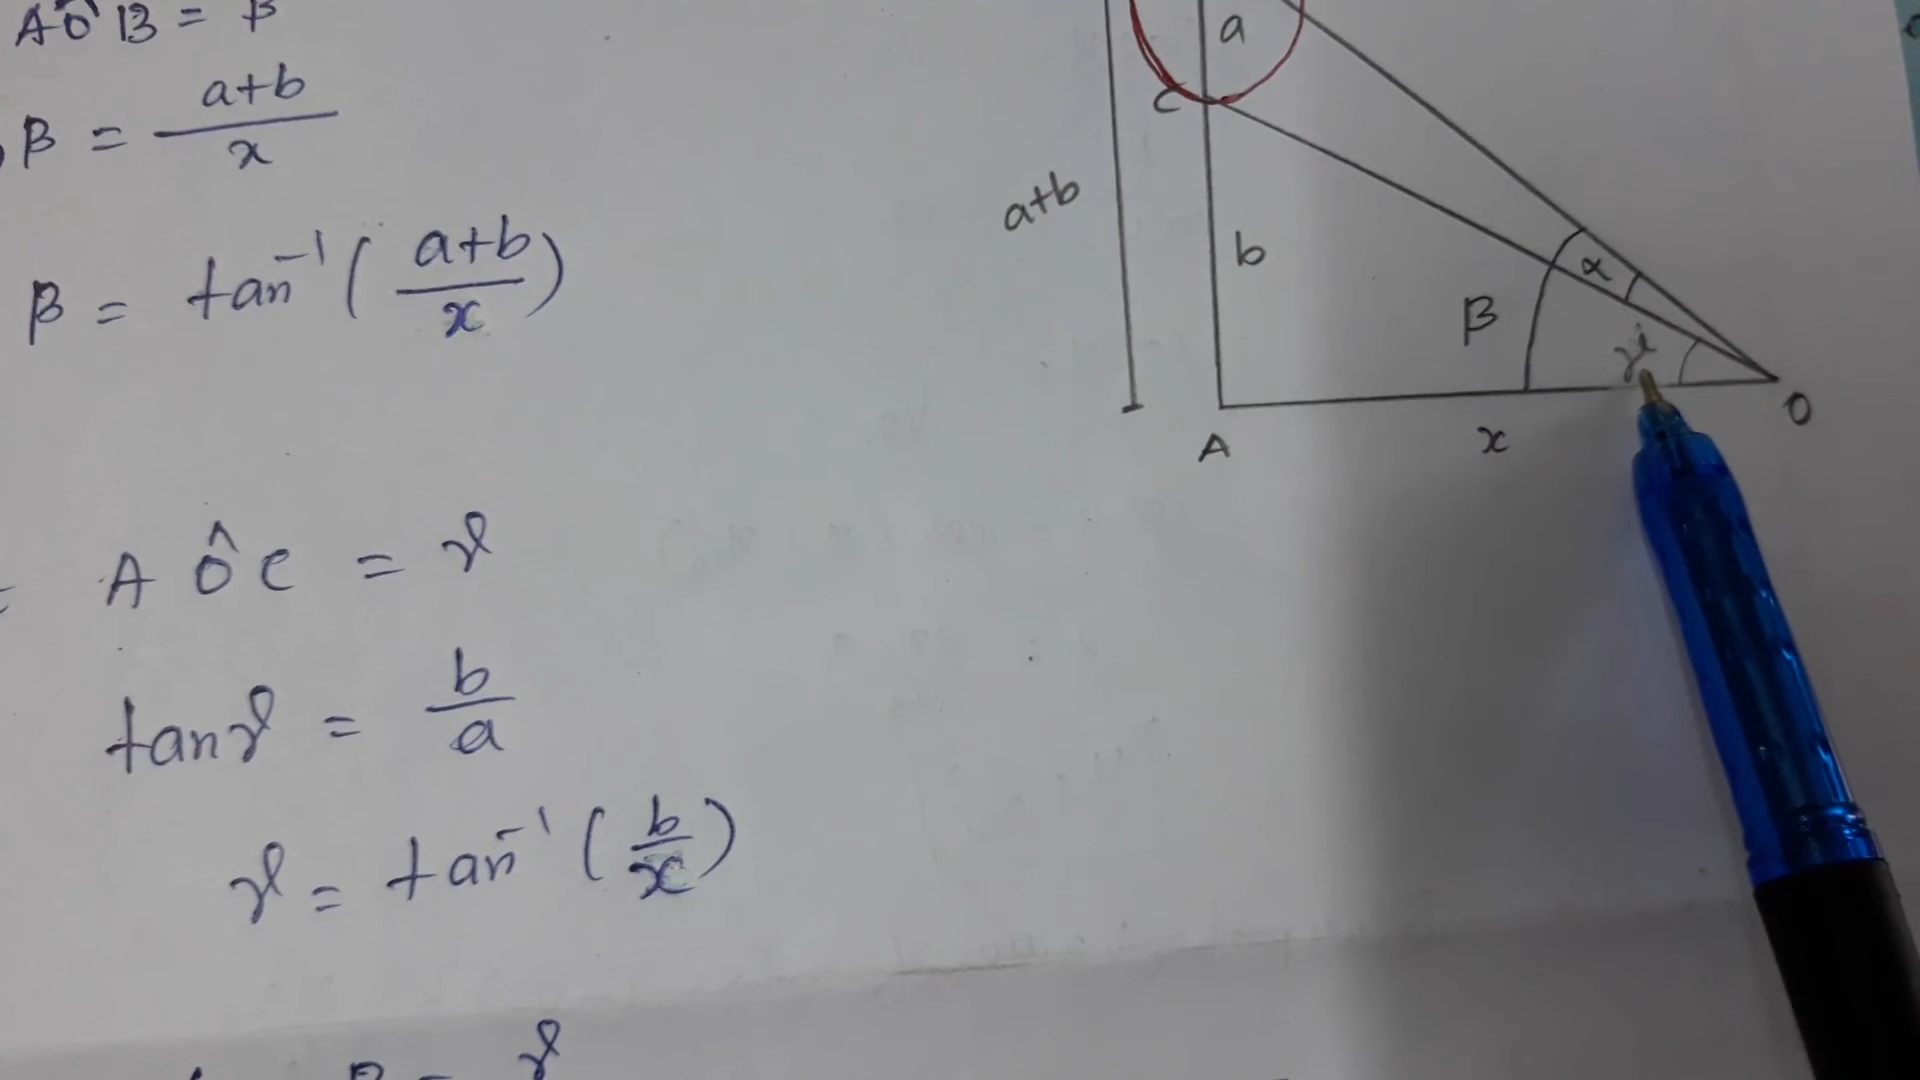 AÔB = β
β = a+b / x
β = tan⁻¹ ( a+b / x )
= AÔC = γ
tanγ = b / a
γ = tan⁻¹ ( b / x )
β = γ
a
C
a+b
b
α
β
γ
A
x
O